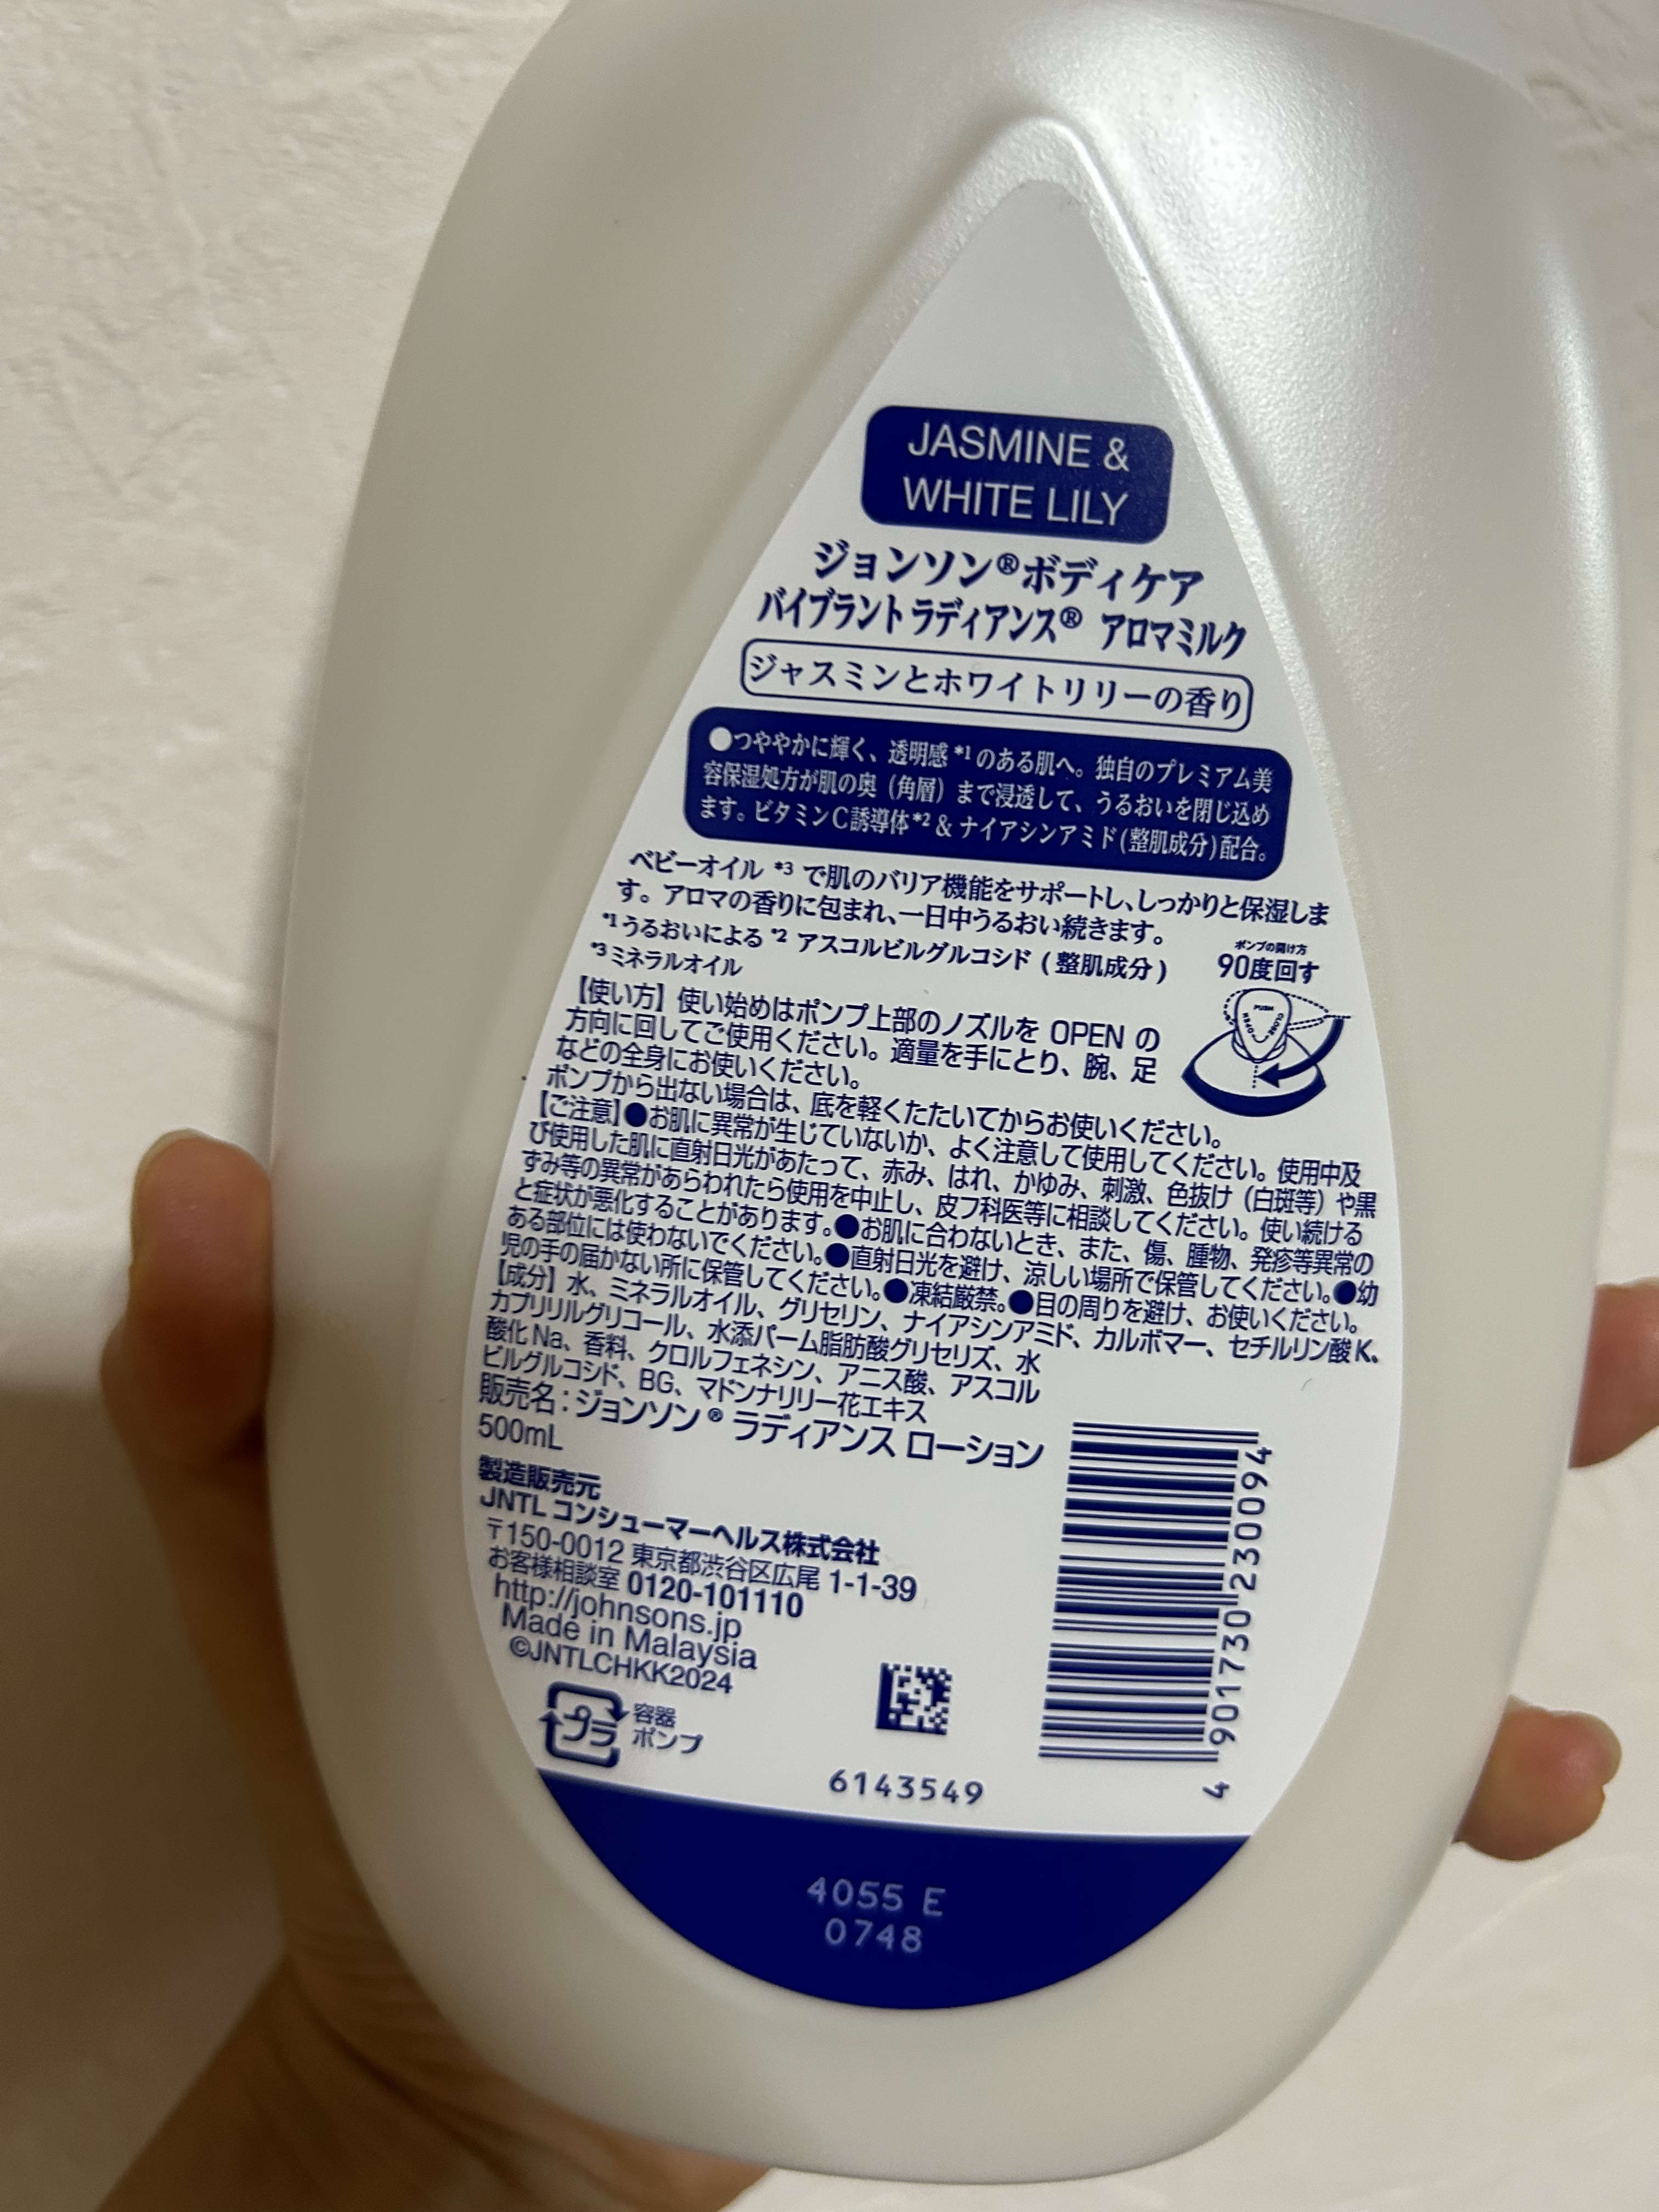 JASMINE &
WHITE LILY
ジョンソン®ボディケア
バイブラント ラディアンス® アロマミルク
ジャスミンとホワイトリリーの香り
●つややかに輝く、透明感*1のある肌へ。独自のプレミアム美
容保湿処方が肌の奥（角層）まで浸透して、うるおいを閉じ込め
ます。ビタミンC誘導体*2 & ナイアシンアミド(整肌成分)配合。
ベビーオイル *3 で肌のバリア機能をサポートし、しっかりと保湿しま
す。アロマの香りに包まれ、一日中うるおい続きます。
*1 うるおいによる *2 アスコルビルグルコシド ( 整肌成分 )
*3 ミネラルオイル
ポンプの開け方
90度回す
PUSH
OPEN
CLOSE
【使い方】使い始めはポンプ上部のノズルを OPEN の
方向に回してご使用ください。適量を手にとり、腕、足
などの全身にお使いください。
ポンプから出ない場合は、底を軽くたたいてからお使いください。
【ご注意】●お肌に異常が生じていないか、よく注意して使用してください。使用中及
び使用した肌に直射日光があたって、赤み、はれ、かゆみ、刺激、色抜け（白斑等）や黒
ずみ等の異常があらわれたら使用を中止し、皮フ科医等に相談してください。使い続ける
と症状が悪化することがあります。●お肌に合わないとき、また、傷、腫物、発疹等異常の
ある部位には使わないでください。●直射日光を避け、涼しい場所で保管してください。●幼
児の手の届かない所に保管してください。●凍結厳禁。●目の周りを避け、お使いください。
【成分】水、ミネラルオイル、グリセリン、ナイアシンアミド、カルボマー、セチルリン酸K、
カプリリルグリコール、水添パーム脂肪酸グリセリズ、水
酸化Na、香料、クロルフェネシン、アニス酸、アスコル
ビルグルコシド、BG、マドンナリリー花エキス
販売名：ジョンソン® ラディアンス ローション
500mL
製造販売元
JNTL コンシューマーヘルス株式会社
〒150-0012 東京都渋谷区広尾 1-1-39
お客様相談室 0120-101110
http://johnsons.jp
Made in Malaysia
©JNTLCHKK2024
プラ
容器
ポンプ
6143549
4 901730 230094
4055 E
0748